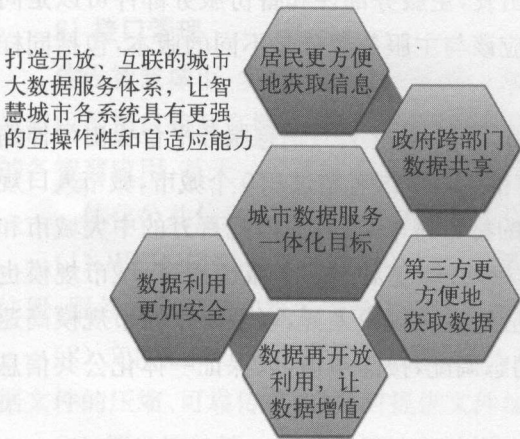 打造开放、互联的城市
大数据服务体系，让智
慧城市各系统具有更强
的互操作性和自适应能力
居民更方便
地获取信息
政府跨部门
数据共享
城市数据服务
一体化目标
第三方更
方便地
获取数据
数据利用
更加安全
数据再开放
利用，让
数据增值